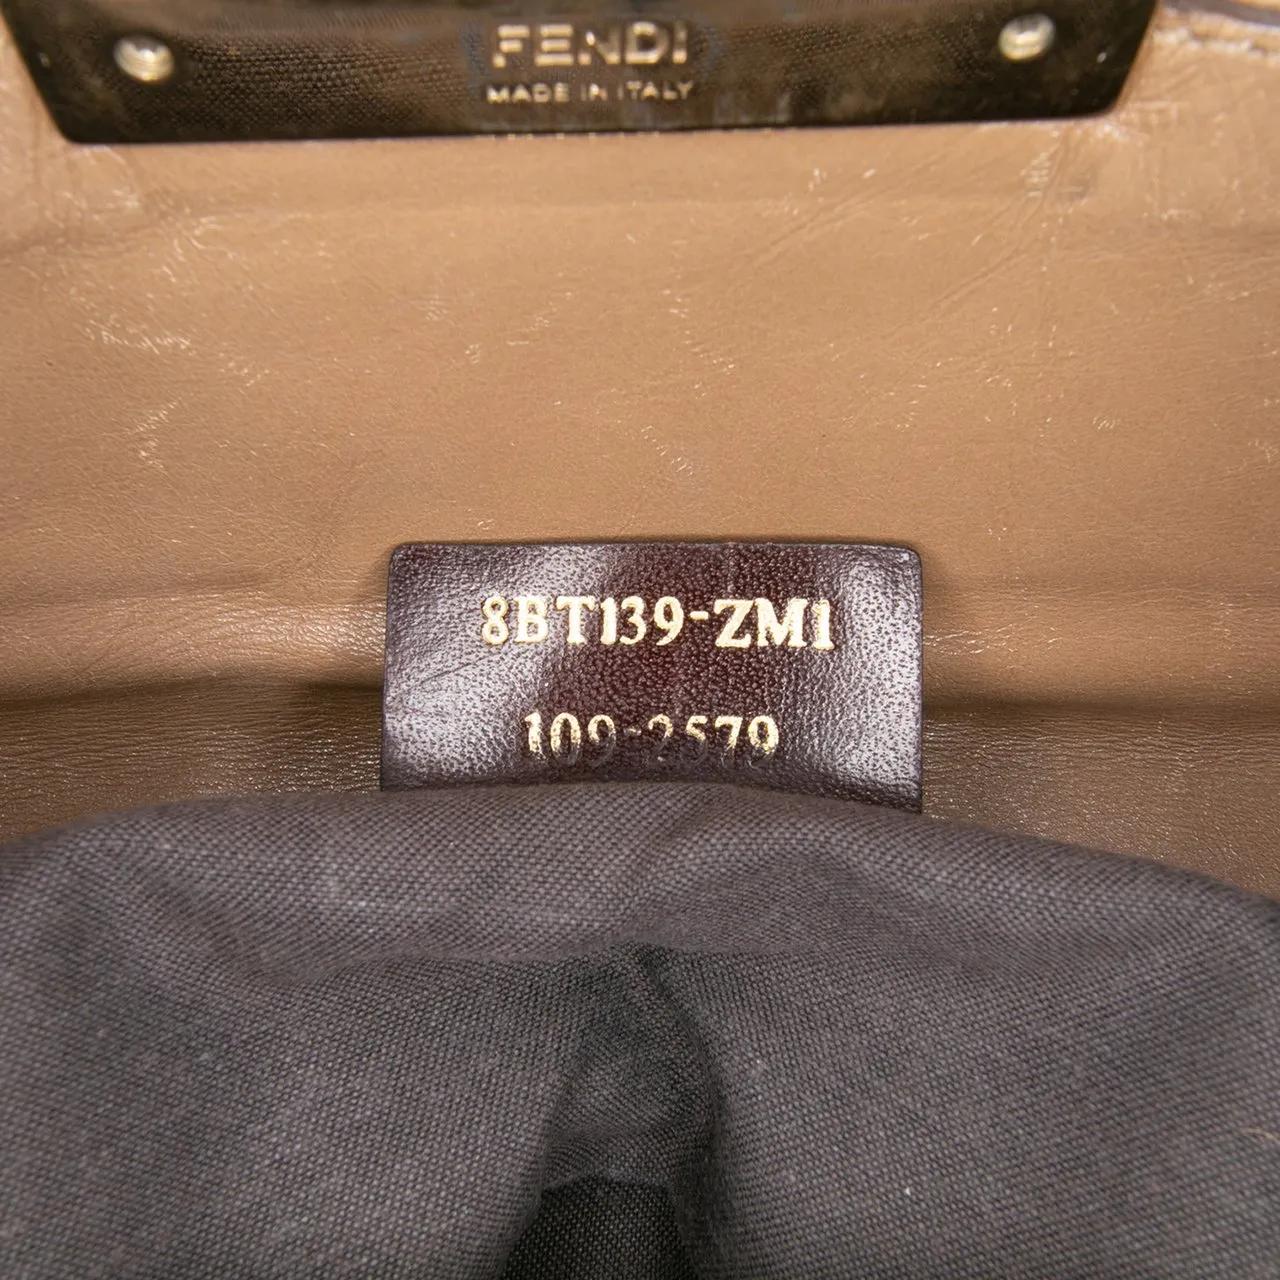 FENDI
MADE IN ITALY
8BT139-ZM1
109-2579